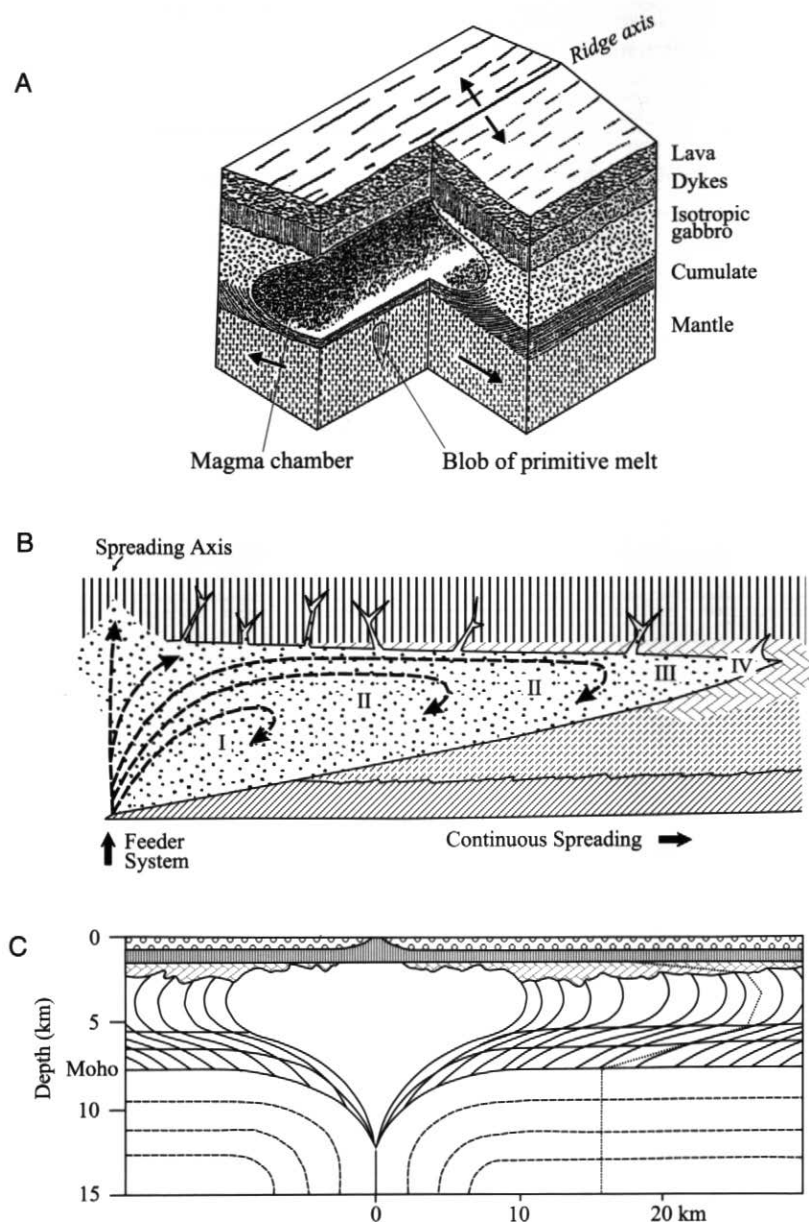 A
Ridge axis
Lava
Dykes
Isotropic
gabbro
Cumulate
Mantle
Magma chamber
Blob of primitive melt
B
Spreading Axis
I
II
II
III
IV
Feeder
System
Continuous Spreading
C
Depth (km)
0
5
Moho
10
15
0
10
20 km